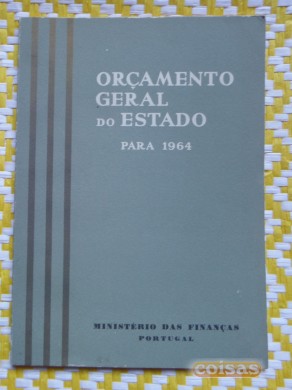 ORÇAMENTO
GERAL
DO ESTADO
PARA 1964
MINISTÉRIO DAS FINANÇAS
PORTUGAL
coisas